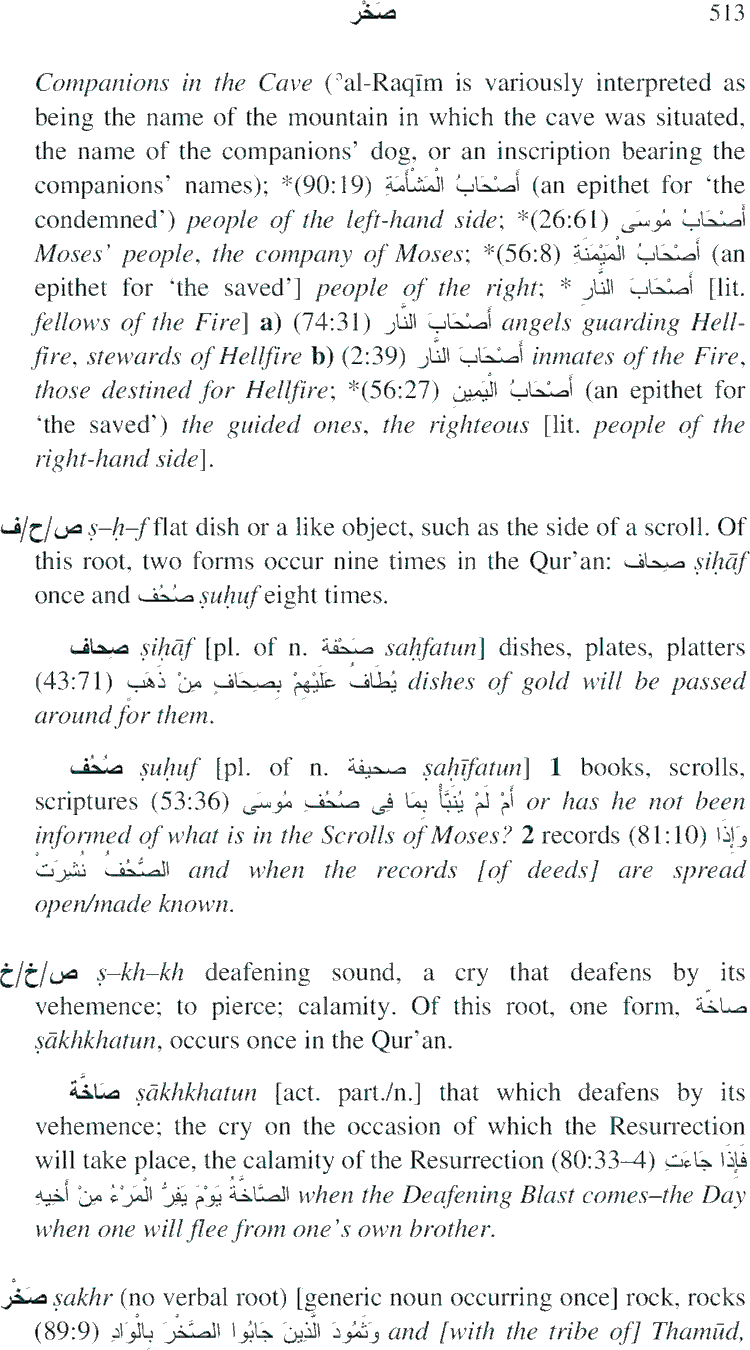 صَخْر 513
Companions in the Cave (ʾal-Raqīm is variously interpreted as
being the name of the mountain in which the cave was situated,
the name of the companions’ dog, or an inscription bearing the
companions’ names); *(90:19) أَصْحَابُ الْمَشْأَمَةِ (an epithet for ‘the
condemned’) people of the left-hand side; *(26:61) أَصْحَابُ مُوسَى
Moses’ people, the company of Moses; *(56:8) أَصْحَابُ الْمَيْمَنَةِ (an
epithet for ‘the saved’] people of the right; * أَصْحَابَ النَّارِ [lit.
fellows of the Fire] a) (74:31) أَصْحَابَ النَّارِ angels guarding Hell-
fire, stewards of Hellfire b) (2:39) أَصْحَابَ النَّارِ inmates of the Fire,
those destined for Hellfire; *(56:27) أَصْحَابُ الْيَمِينِ (an epithet for
‘the saved’) the guided ones, the righteous [lit. people of the
right-hand side].
ص/ح/ف ṣ–ḥ–f flat dish or a like object, such as the side of a scroll. Of
this root, two forms occur nine times in the Qur’an: صِحاف ṣiḥāf
once and صُحُف ṣuḥuf eight times.
صِحاف ṣiḥāf [pl. of n. صَحْفَة saḥfatun] dishes, plates, platters
(43:71) يُطَافُ عَلَيْهِمْ بِصِحَافٍ مِنْ ذَهَبٍ dishes of gold will be passed
around for them.
صُحُف ṣuḥuf [pl. of n. صحيفة ṣaḥīfatun] 1 books, scrolls,
scriptures (53:36) أَمْ لَمْ يُنَبَّأْ بِمَا فِى صُحُفِ مُوسَى or has he not been
informed of what is in the Scrolls of Moses? 2 records (81:10) وَإِذَا
الصُّحُفُ نُشِرَتْ and when the records [of deeds] are spread
open/made known.
ص/خ/خ ṣ–kh–kh deafening sound, a cry that deafens by its
vehemence; to pierce; calamity. Of this root, one form, صاخَّة
ṣākhkhatun, occurs once in the Qur’an.
صَاخَّة ṣākhkhatun [act. part./n.] that which deafens by its
vehemence; the cry on the occasion of which the Resurrection
will take place, the calamity of the Resurrection (80:33–4) فَإِذَا جَاءَتِ
الصَّاخَّةُ يَوْمَ يَفِرُّ الْمَرْءُ مِنْ أَخِيهِ when the Deafening Blast comes–the Day
when one will flee from one’s own brother.
صَخْر ṣakhr (no verbal root) [generic noun occurring once] rock, rocks
(89:9) وَثَمُودَ الَّذِينَ جَابُوا الصَّخْرَ بِالْوَادِ and [with the tribe of] Thamūd,